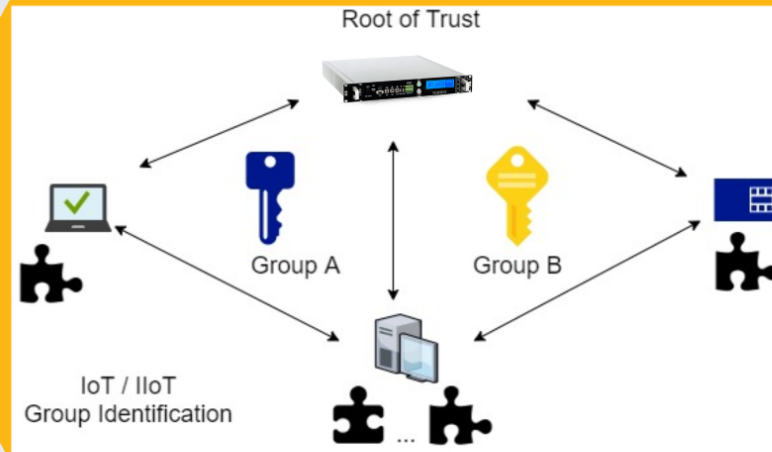 Root of Trust
Group A
Group B
IoT / IIoT
Group Identification
...